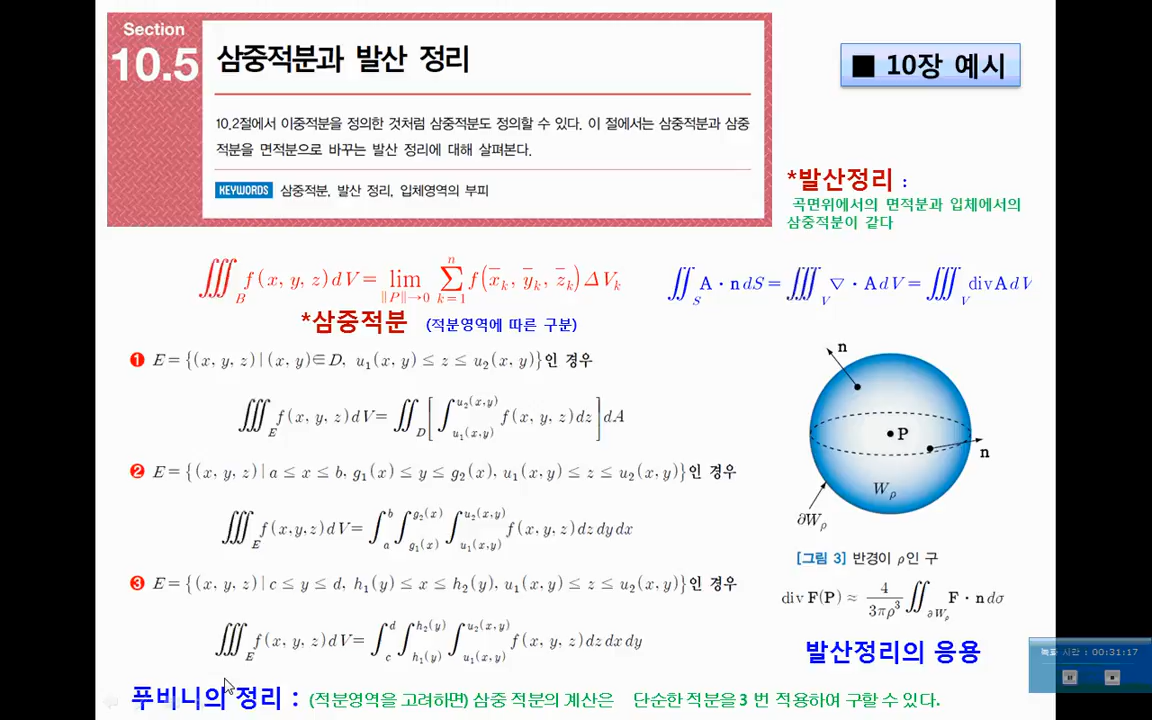 Section
10.5
삼중적분과 발산 정리
10.2절에서 이중적분을 정의한 것처럼 삼중적분도 정의할 수 있다. 이 절에서는 삼중적분과 삼중
적분을 면적분으로 바꾸는 발산 정리에 대해 살펴본다.
KEYWORDS 삼중적분, 발산 정리, 입체영역의 부피
■ 10장 예시
*발산정리 :
곡면위에서의 면적분과 입체에서의
삼중적분이 같다
∭_B f(x, y, z)dV = lim_{‖P‖→0} ∑_{k=1}^{n} f(x̄_k, ȳ_k, z̄_k)ΔV_k
∬_S A · n dS = ∭_V ∇ · A dV = ∭_V div A dV
*삼중적분 (적분영역에 따른 구분)
❶ E = {(x, y, z) | (x, y)∈D, u₁(x, y) ≤ z ≤ u₂(x, y)}인 경우
∭_E f(x, y, z)dV = ∬_D [∫_{u₁(x,y)}^{u₂(x,y)} f(x, y, z)dz]dA
❷ E = {(x, y, z) | a ≤ x ≤ b, g₁(x) ≤ y ≤ g₂(x), u₁(x, y) ≤ z ≤ u₂(x, y)}인 경우
∭_E f(x,y,z)dV = ∫_a^b ∫_{g₁(x)}^{g₂(x)} ∫_{u₁(x,y)}^{u₂(x,y)} f(x, y, z)dz dy dx
❸ E = {(x, y, z) | c ≤ y ≤ d, h₁(y) ≤ x ≤ h₂(y), u₁(x, y) ≤ z ≤ u₂(x, y)}인 경우
∭_E f(x, y, z)dV = ∫_c^d ∫_{h₁(y)}^{h₂(y)} ∫_{u₁(x,y)}^{u₂(x,y)} f(x, y, z)dz dx dy
n
P
n
W_ρ
∂W_ρ
[그림 3] 반경이 ρ인 구
div F(P) ≈ 4/3πρ³ ∬_{∂W_ρ} F · n dσ
발산정리의 응용
녹화 시간 : 00:31:17
푸비니의 정리 : (적분영역을 고려하면) 삼중 적분의 계산은 단순한 적분을 3 번 적용하여 구할 수 있다.